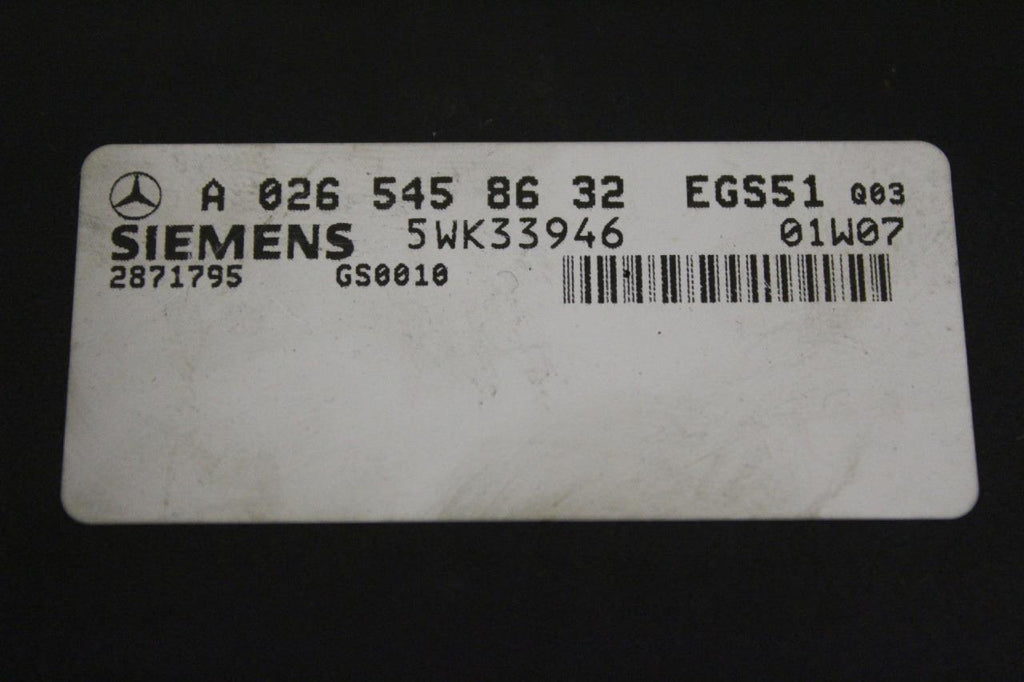 A 026 545 86 32 EGS51 Q03
SIEMENS 5WK33946 01W07
2871795 GS0010